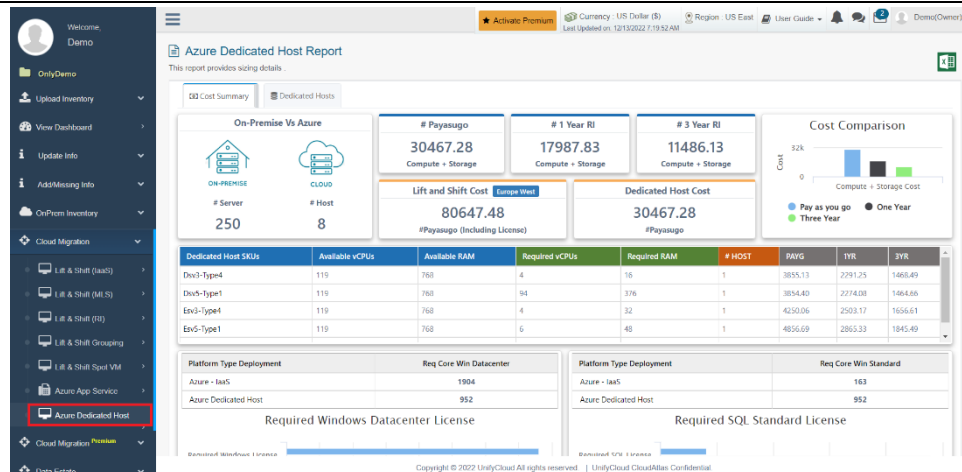 Welcome,
Demo
OnlyDemo
Upload Inventory
View Dashboard
Update Info
Add/Missing Info
OnPrem Inventory
Cloud Migration
Lift & Shift (IaaS)
Lift & Shift (MLS)
Lift & Shift (RI)
Lift & Shift Grouping
Lift & Shift Spot VM
Azure App Service
Azure Dedicated Host
Cloud Migration Premium
Data Estate
Activate Premium
Currency : US Dollar ($)
Last Updated on: 12/13/2022 7:19:52 AM
Region : US East
User Guide
2
Demo(Owner)
Azure Dedicated Host Report
This report provides sizing details .
Cost Summary
Dedicated Hosts
On-Premise Vs Azure
ON-PREMISE
CLOUD
# Server
# Host
250
8
# Payasugo
30467.28
Compute + Storage
# 1 Year RI
17987.83
Compute + Storage
# 3 Year RI
11486.13
Compute + Storage
Lift and Shift Cost Europe West
80647.48
#Payasugo (Including License)
Dedicated Host Cost
30467.28
#Payasugo
Cost Comparison
Cost
32k
0
Compute + Storage Cost
Pay as you go
One Year
Three Year
Dedicated Host SKUs Available vCPUs Available RAM Required vCPUs Required RAM # HOST PAYG 1YR 3YR
Dsv3-Type4 119 768 4 16 1 3855.13 2291.25 1468.49
Dsv5-Type1 119 768 94 376 1 3854.40 2274.08 1464.66
Esv3-Type4 119 768 4 32 1 4250.06 2503.17 1656.61
Esv5-Type1 119 768 6 48 1 4856.69 2865.33 1845.49
Platform Type Deployment Req Core Win Datacenter
Azure - IaaS 1904
Azure Dedicated Host 952
Required Windows Datacenter License
Required Windows License
Platform Type Deployment Req Core Win Standard
Azure - IaaS 163
Azure Dedicated Host 952
Required SQL Standard License
Required SQL License
Copyright © 2022 UnifyCloud All rights reserved. | UnifyCloud CloudAtlas Confidential.